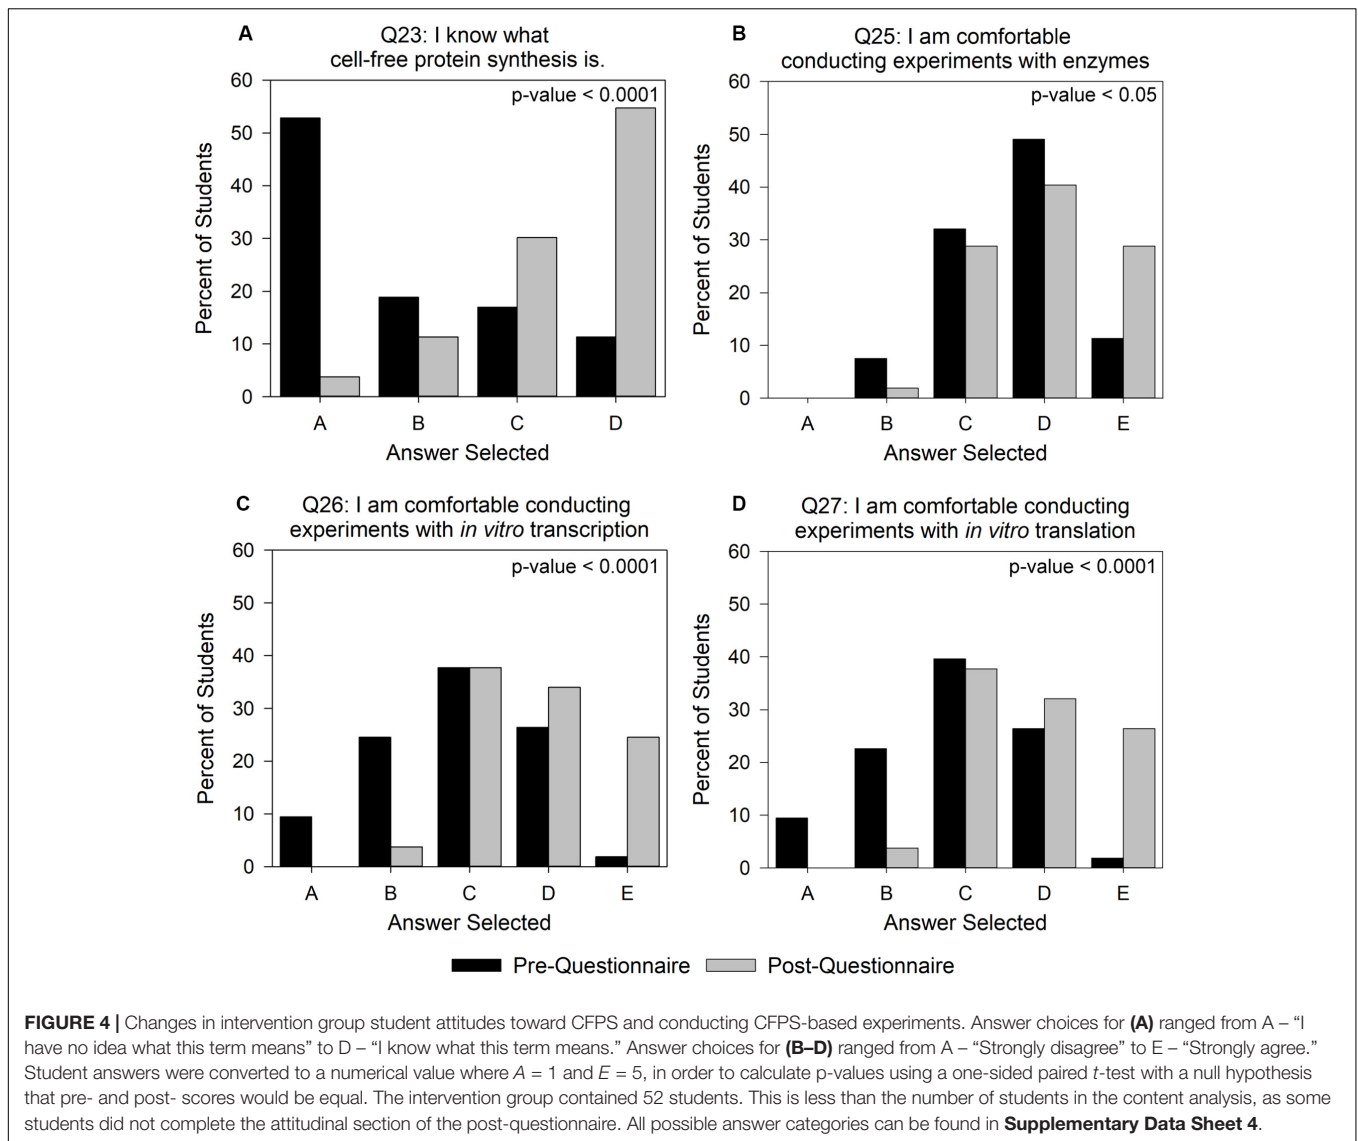 A
Q23: I know what
cell-free protein synthesis is.
p-value < 0.0001
60
50
40
30
20
10
0
Percent of Students
A B C D
Answer Selected
B
Q25: I am comfortable
conducting experiments with enzymes
p-value < 0.05
60
50
40
30
20
10
0
Percent of Students
A B C D E
Answer Selected
C
Q26: I am comfortable conducting
experiments with in vitro transcription
p-value < 0.0001
60
50
40
30
20
10
0
Percent of Students
A B C D E
Answer Selected
D
Q27: I am comfortable conducting
experiments with in vitro translation
p-value < 0.0001
60
50
40
30
20
10
0
Percent of Students
A B C D E
Answer Selected
Pre-Questionnaire Post-Questionnaire
FIGURE 4 | Changes in intervention group student attitudes toward CFPS and conducting CFPS-based experiments. Answer choices for (A) ranged from A – “I
have no idea what this term means” to D – “I know what this term means.” Answer choices for (B–D) ranged from A – “Strongly disagree” to E – “Strongly agree.”
Student answers were converted to a numerical value where A = 1 and E = 5, in order to calculate p-values using a one-sided paired t-test with a null hypothesis
that pre- and post- scores would be equal. The intervention group contained 52 students. This is less than the number of students in the content analysis, as some
students did not complete the attitudinal section of the post-questionnaire. All possible answer categories can be found in Supplementary Data Sheet 4.